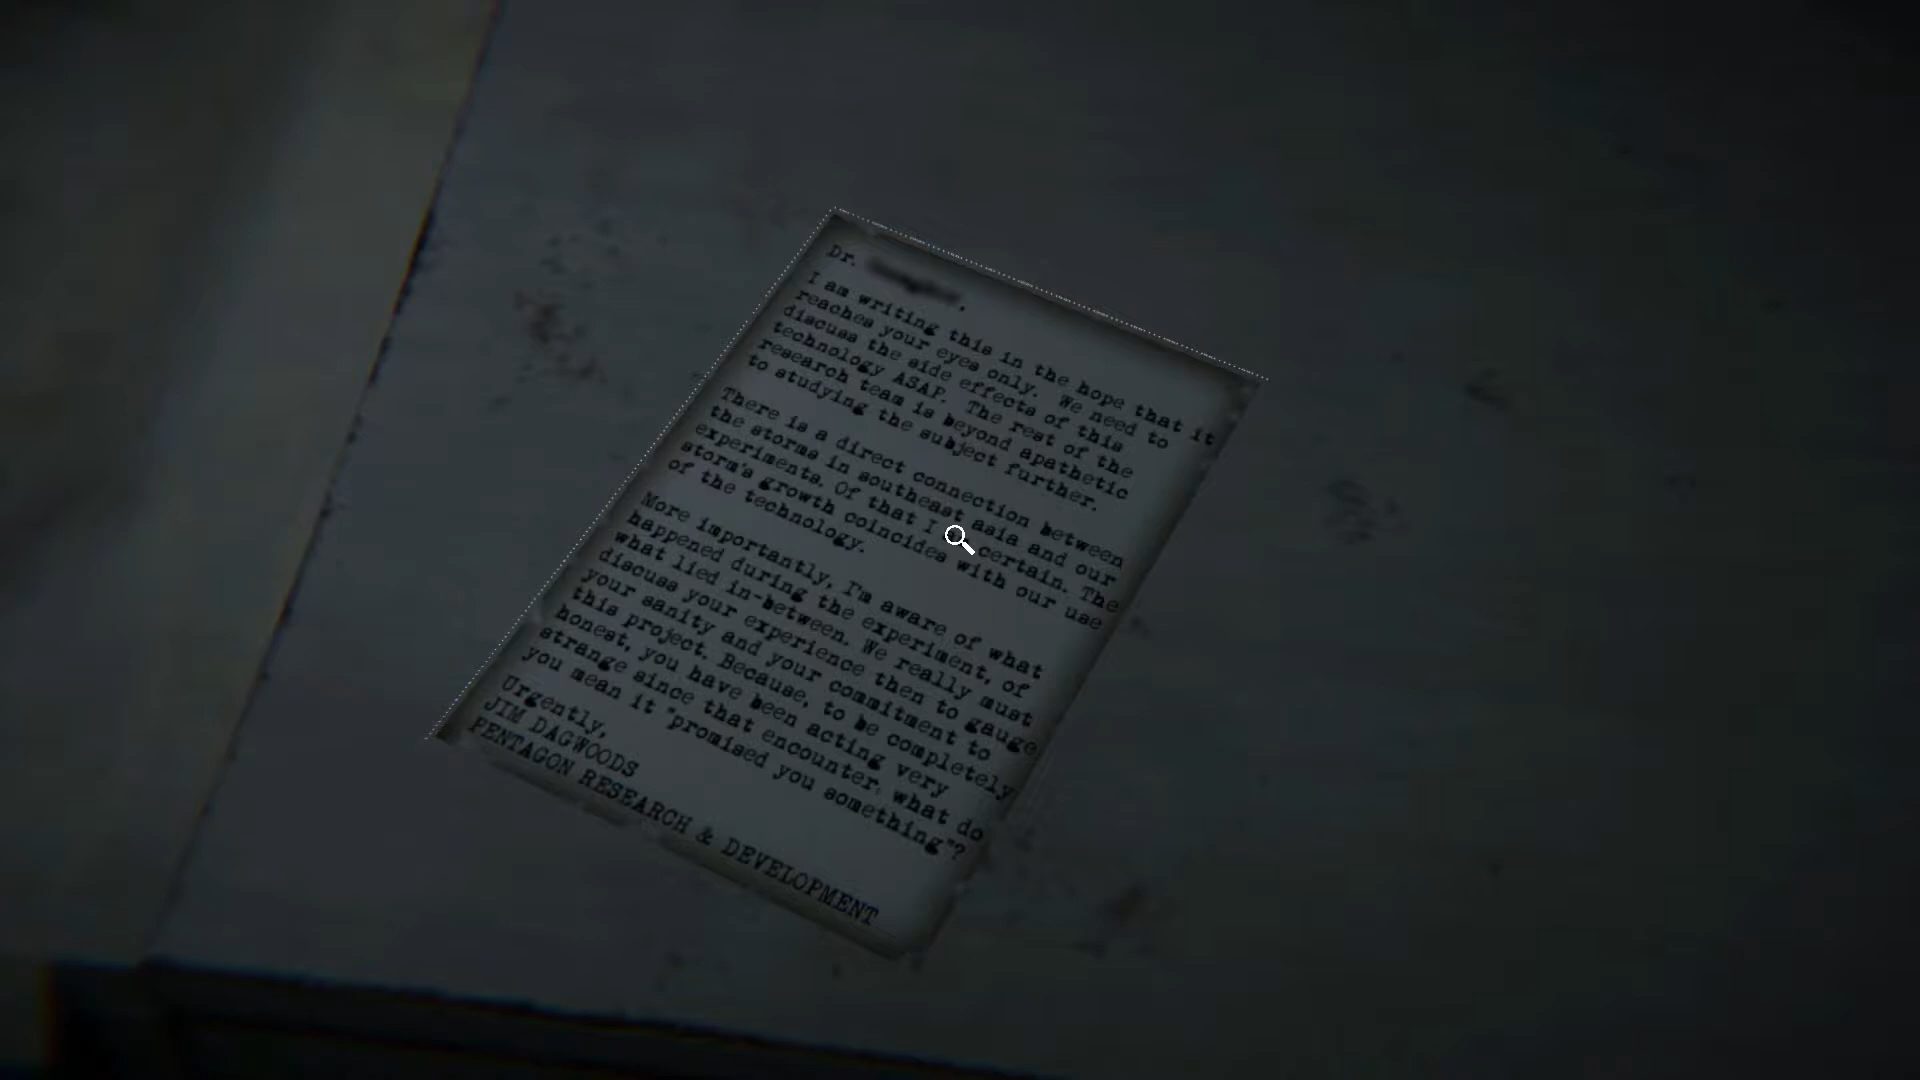 Dr.
I am writing this in the hope that it
reaches your eyes only. We need to
discuss the side effects of this
technology ASAP. The rest of the
research team is beyond apathetic
to studying the subject further.
There is a direct connection between
the storms in southeast asia and our
experiments. Of that I certain. The
storm's growth coincides with our use
of the technology.
More importantly, I'm aware of what
happened during the experiment, of
what lied in-between. We really must
discuss your experience then to gauge
your sanity and your commitment to
this project. Because, to be completely
honest, you have been acting very
strange since that encounter. what do
you mean it "promised you something"?
Urgently,
JIM DAGWOODS
PENTAGON RESEARCH & DEVELOPMENT